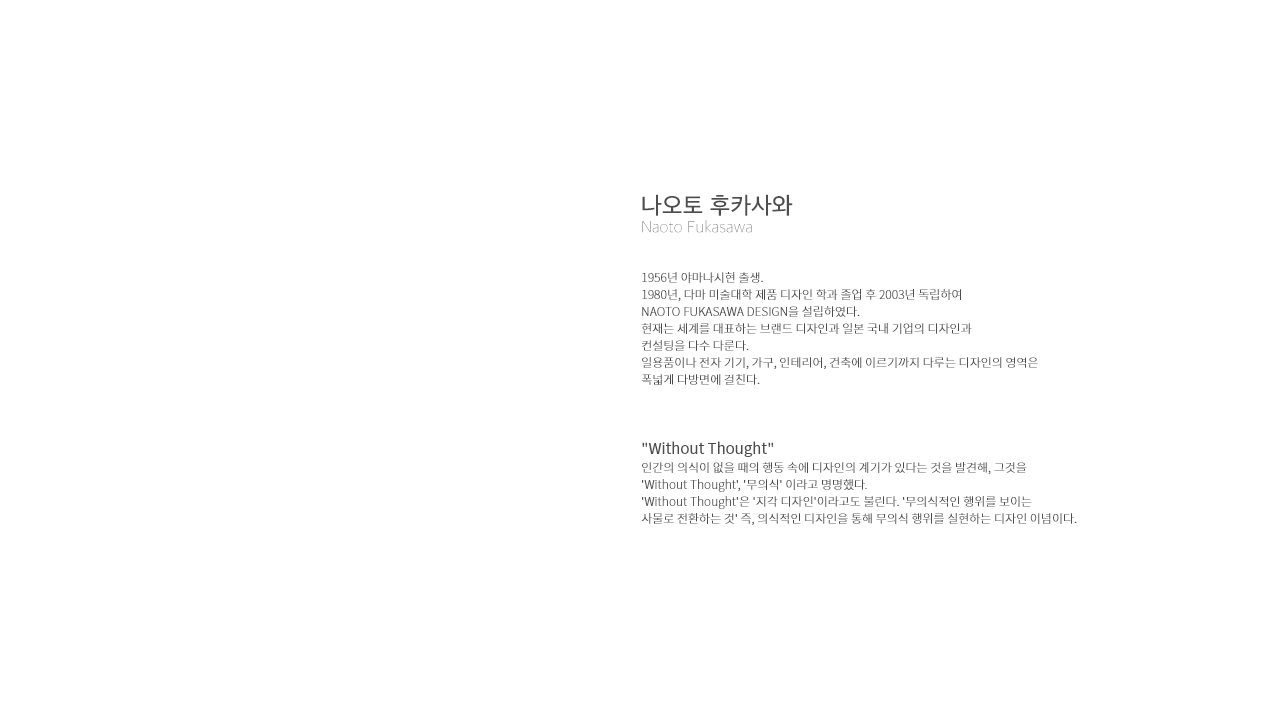 나오토 후카사와
Naoto Fukasawa
1956년 야마나시현 출생.
1980년, 다마 미술대학 제품 디자인 학과 졸업 후 2003년 독립하여
NAOTO FUKASAWA DESIGN을 설립하였다.
현재는 세계를 대표하는 브랜드 디자인과 일본 국내 기업의 디자인과
컨설팅을 다수 다룬다.
일용품이나 전자 기기, 가구, 인테리어, 건축에 이르기까지 다루는 디자인의 영역은
폭넓게 다방면에 걸친다.
"Without Thought"
인간의 의식이 없을 때의 행동 속에 디자인의 계기가 있다는 것을 발견해, 그것을
'Without Thought', '무의식' 이라고 명명했다.
'Without Thought'은 '지각 디자인'이라고도 불린다. '무의식적인 행위를 보이는
사물로 전환하는 것' 즉, 의식적인 디자인을 통해 무의식 행위를 실현하는 디자인 이념이다.